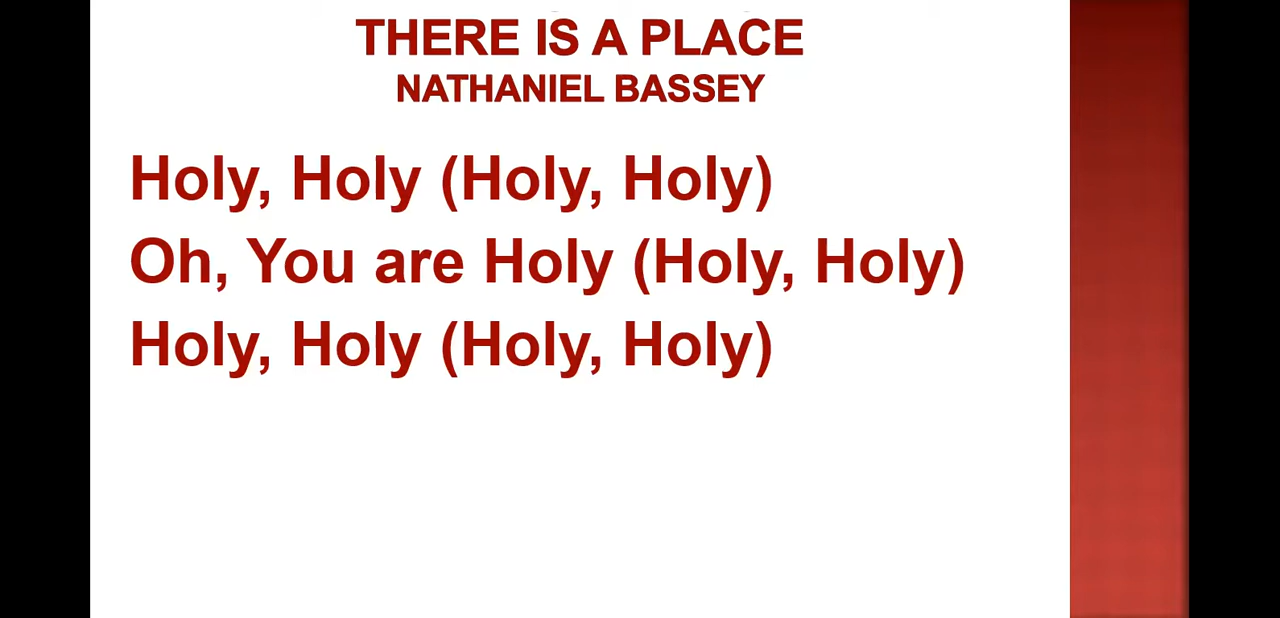 THERE IS A PLACE
NATHANIEL BASSEY
Holy, Holy (Holy, Holy)
Oh, You are Holy (Holy, Holy)
Holy, Holy (Holy, Holy)